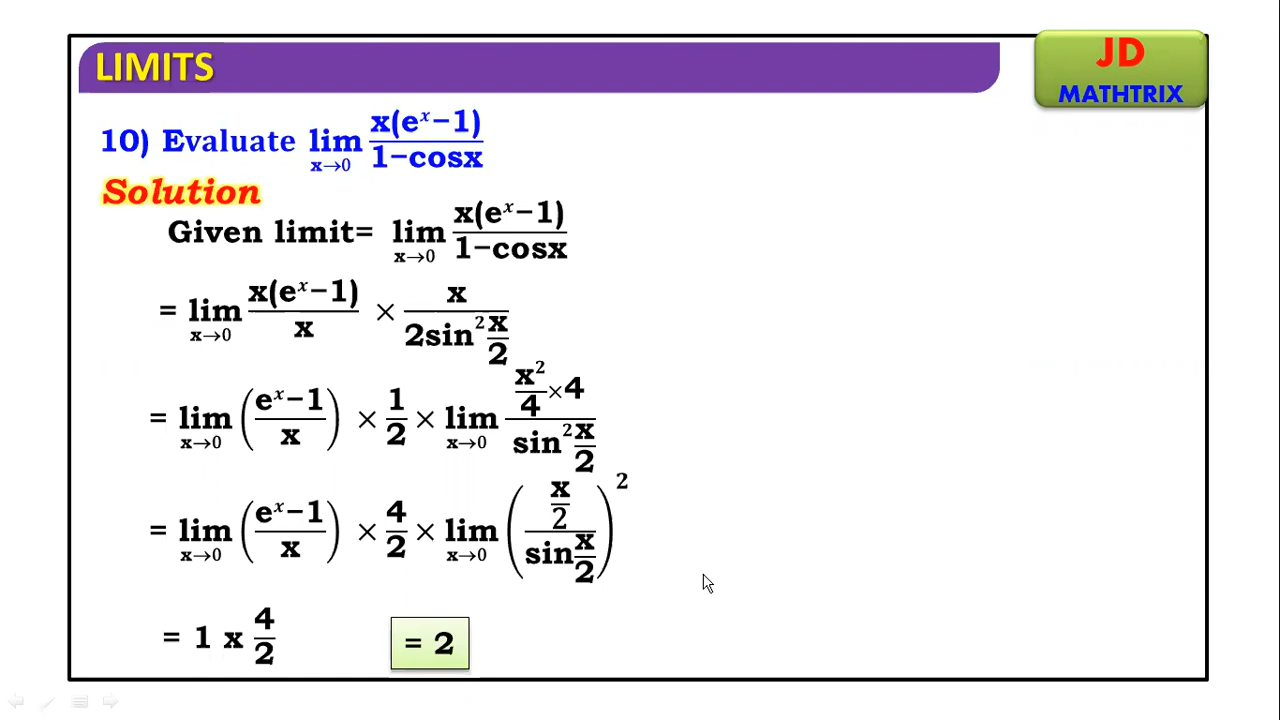 LIMITS
JD
MATHTRIX
10) Evaluate lim x→0 x(eˣ−1)/1−cosx
Solution
Given limit= lim x→0 x(eˣ−1)/1−cosx
= lim x→0 x(eˣ−1)/x × x/2sin² x/2
= lim x→0 (eˣ−1/x) × 1/2 × lim x→0 x²/4 ×4/sin² x/2
= lim x→0 (eˣ−1/x) × 4/2 × lim x→0 (x/2/sin x/2)²
= 1 x 4/2 = 2